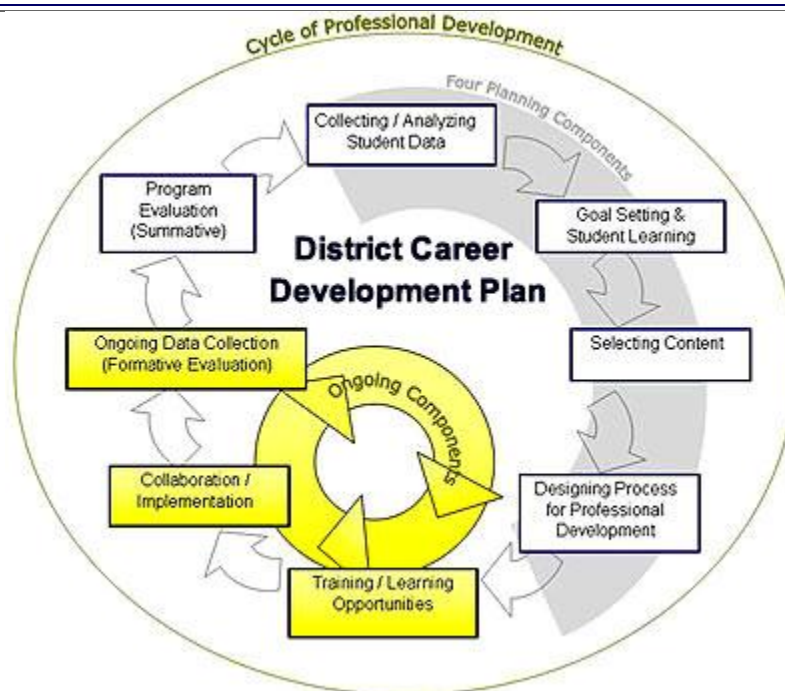 Cycle of Professional Development
Four Planning Components
Collecting / Analyzing
Student Data
Program
Evaluation
(Summative)
Goal Setting &
Student Learning
District Career
Development Plan
Ongoing Data Collection
(Formative Evaluation)
Selecting Content
Ongoing Components
Collaboration /
Implementation
Designing Process
for Professional
Development
Training / Learning
Opportunities